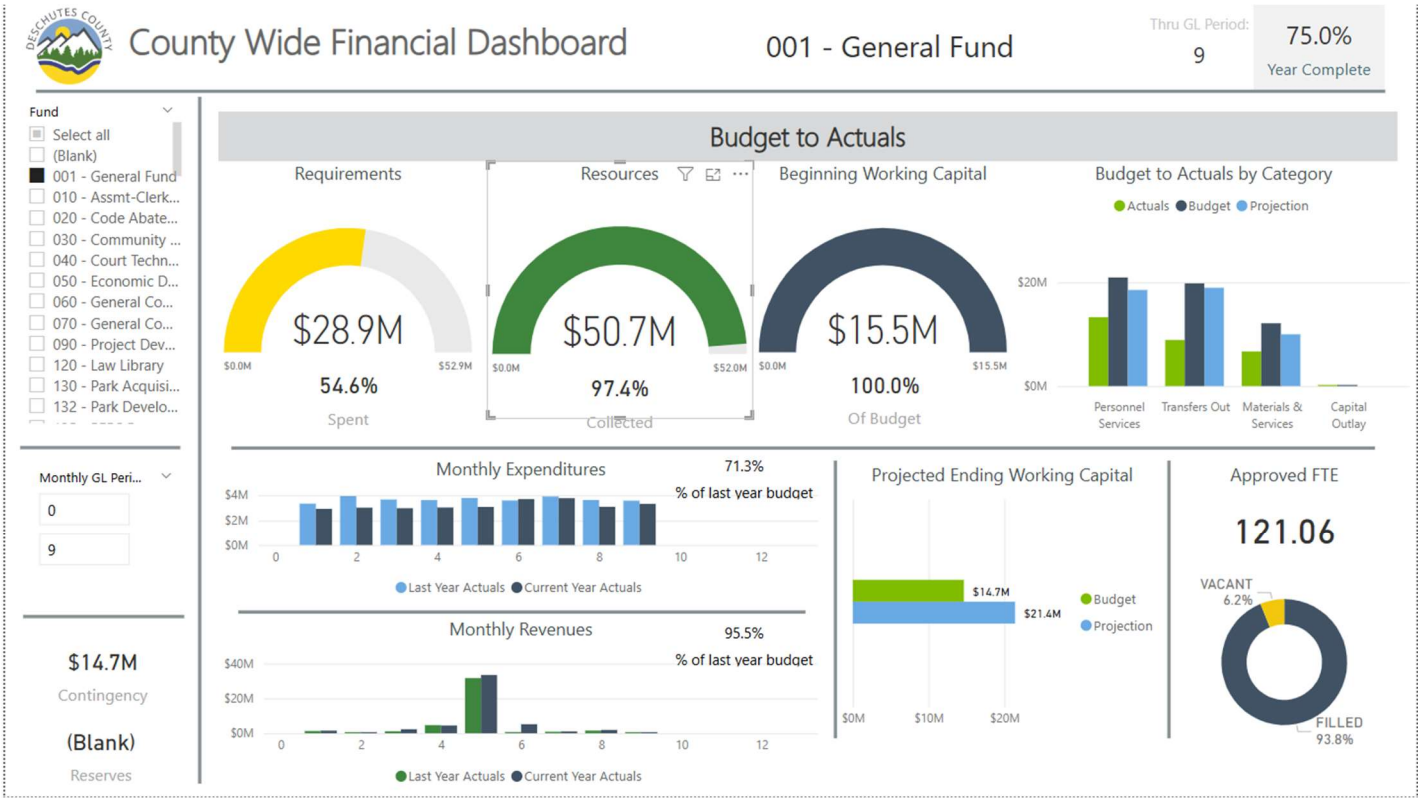 DESCHUTES COUNTY
County Wide Financial Dashboard
001 - General Fund
Thru GL Period:
9
75.0%
Year Complete
Fund
Select all
(Blank)
001 - General Fund
010 - Assmt-Clerk...
020 - Code Abate...
030 - Community ...
040 - Court Techn...
050 - Economic D...
060 - General Co...
070 - General Co...
090 - Project Dev...
120 - Law Library
130 - Park Acquisi...
132 - Park Develo...
Monthly GL Peri...
0
9
$14.7M
Contingency
(Blank)
Reserves
Budget to Actuals
Requirements
$28.9M
$0.0M
$52.9M
54.6%
Spent
Resources
$50.7M
$0.0M
$52.0M
97.4%
Collected
Beginning Working Capital
$15.5M
$0.0M
$15.5M
100.0%
Of Budget
Budget to Actuals by Category
Actuals Budget Projection
$20M
$0M
Personnel
Services
Transfers Out
Materials &
Services
Capital
Outlay
Monthly Expenditures
71.3%
% of last year budget
$4M
$2M
$0M
0 2 4 6 8 10 12
Last Year Actuals Current Year Actuals
Monthly Revenues
95.5%
% of last year budget
$40M
$20M
$0M
0 2 4 6 8 10 12
Last Year Actuals Current Year Actuals
Projected Ending Working Capital
$14.7M
$21.4M
Budget
Projection
$0M $10M $20M
Approved FTE
121.06
VACANT
6.2%
FILLED
93.8%